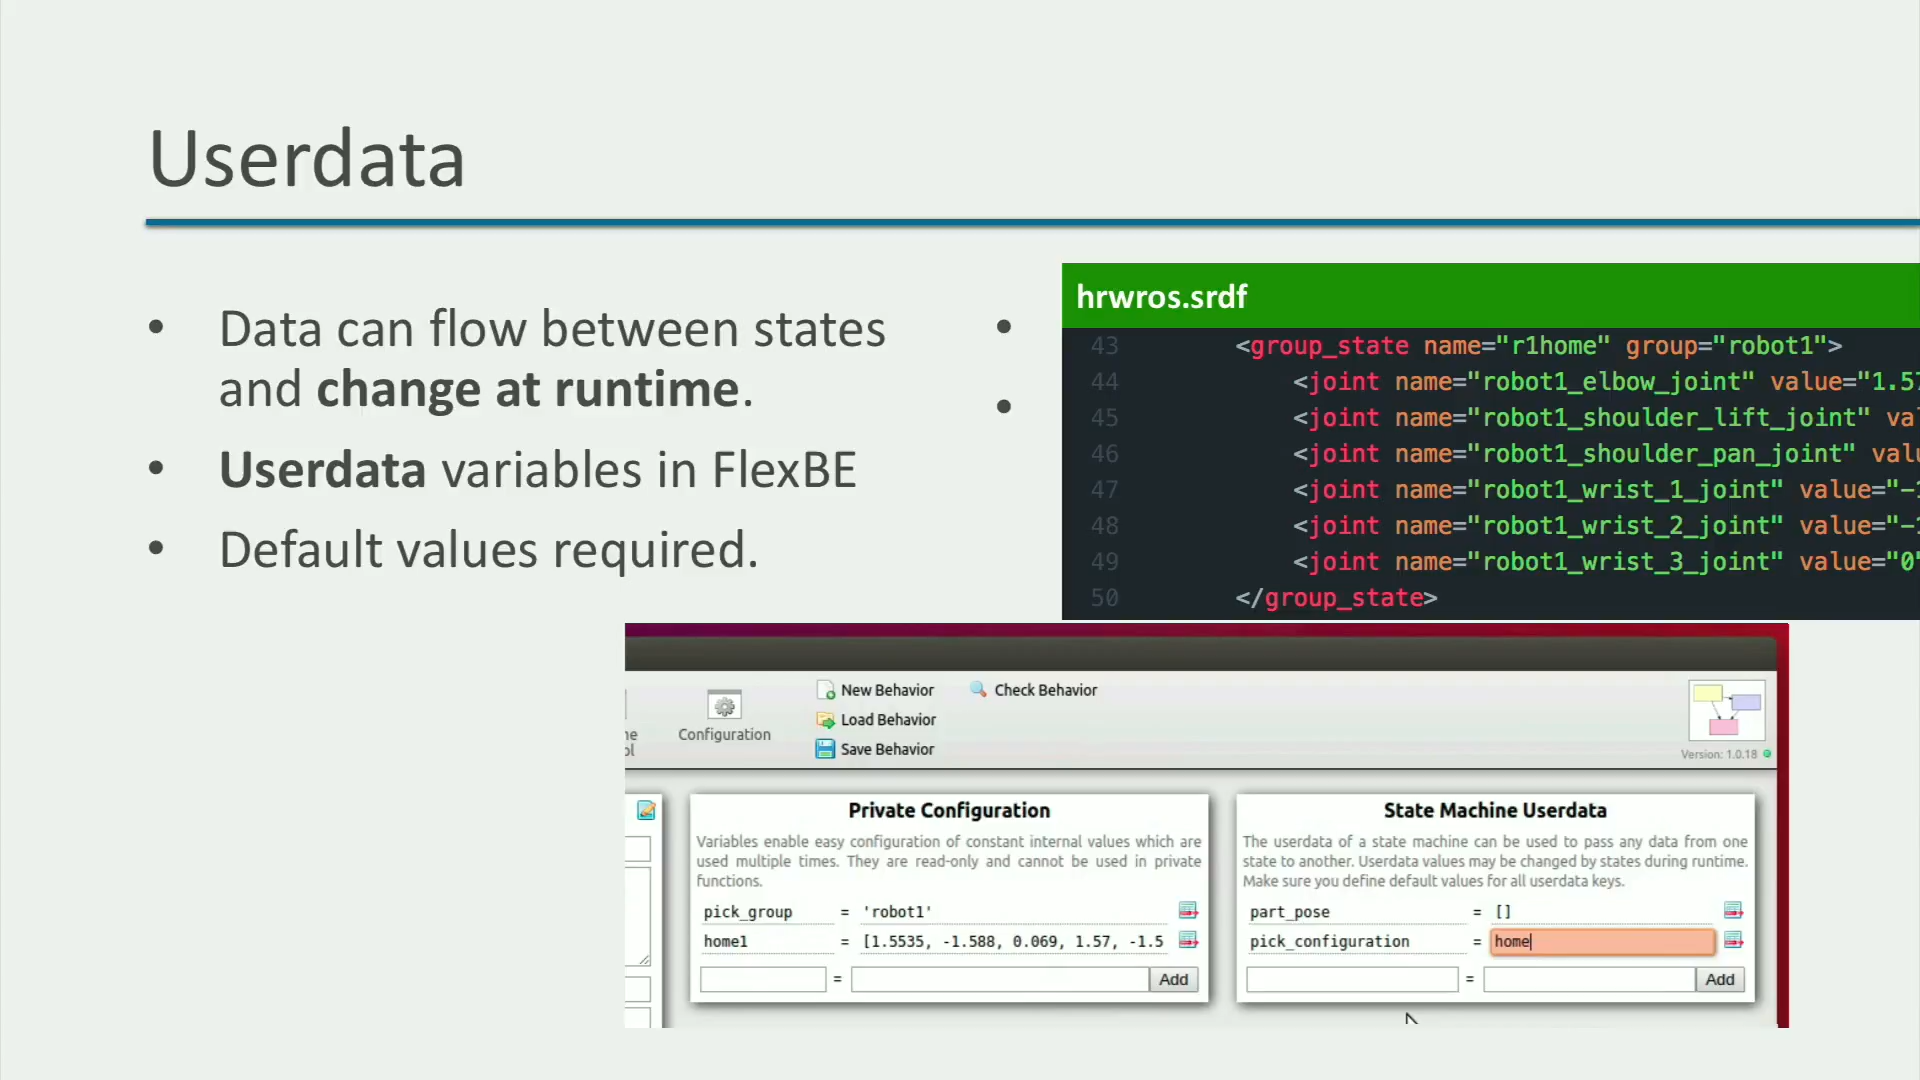 Userdata
• Data can flow between states
and change at runtime.
• Userdata variables in FlexBE
• Default values required.
•
•
hrwros.srdf
43 <group_state name="r1home" group="robot1">
44 <joint name="robot1_elbow_joint" value="1.57
45 <joint name="robot1_shoulder_lift_joint" va
46 <joint name="robot1_shoulder_pan_joint" valu
47 <joint name="robot1_wrist_1_joint" value="-1
48 <joint name="robot1_wrist_2_joint" value="-1
49 <joint name="robot1_wrist_3_joint" value="0"
50 </group_state>
Configuration
New Behavior
Load Behavior
Save Behavior
Check Behavior
Version: 1.0.18
Private Configuration
Variables enable easy configuration of constant internal values which are
used multiple times. They are read-only and cannot be used in private
functions.
pick_group = 'robot1'
home1 = [1.5535, -1.588, 0.069, 1.57, -1.5
= Add
State Machine Userdata
The userdata of a state machine can be used to pass any data from one
state to another. Userdata values may be changed by states during runtime.
Make sure you define default values for all userdata keys.
part_pose = []
pick_configuration = home
= Add